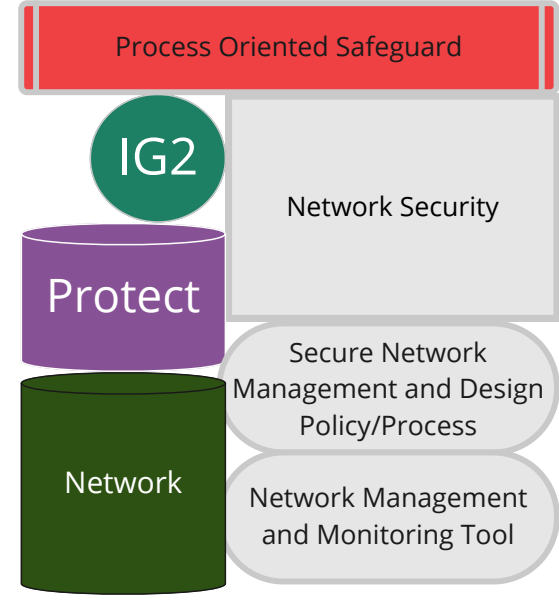 Process Oriented Safeguard
IG2
Network Security
Protect
Secure Network
Management and Design
Policy/Process
Network
Network Management
and Monitoring Tool